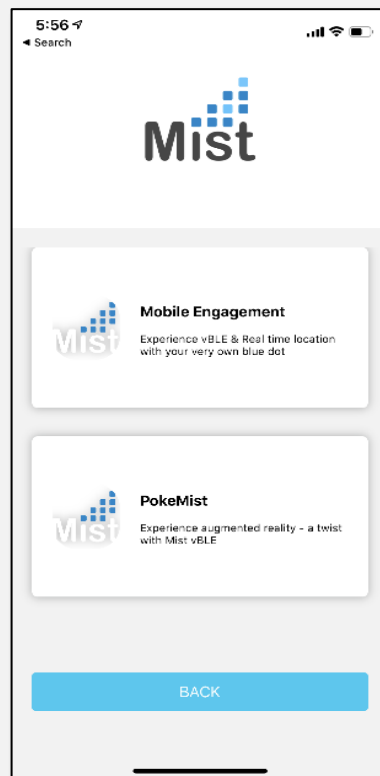 5:56
◀ Search
Mist
Mist
Mobile Engagement
Experience vBLE & Real time location
with your very own blue dot
Mist
PokeMist
Experience augmented reality - a twist
with Mist vBLE
BACK